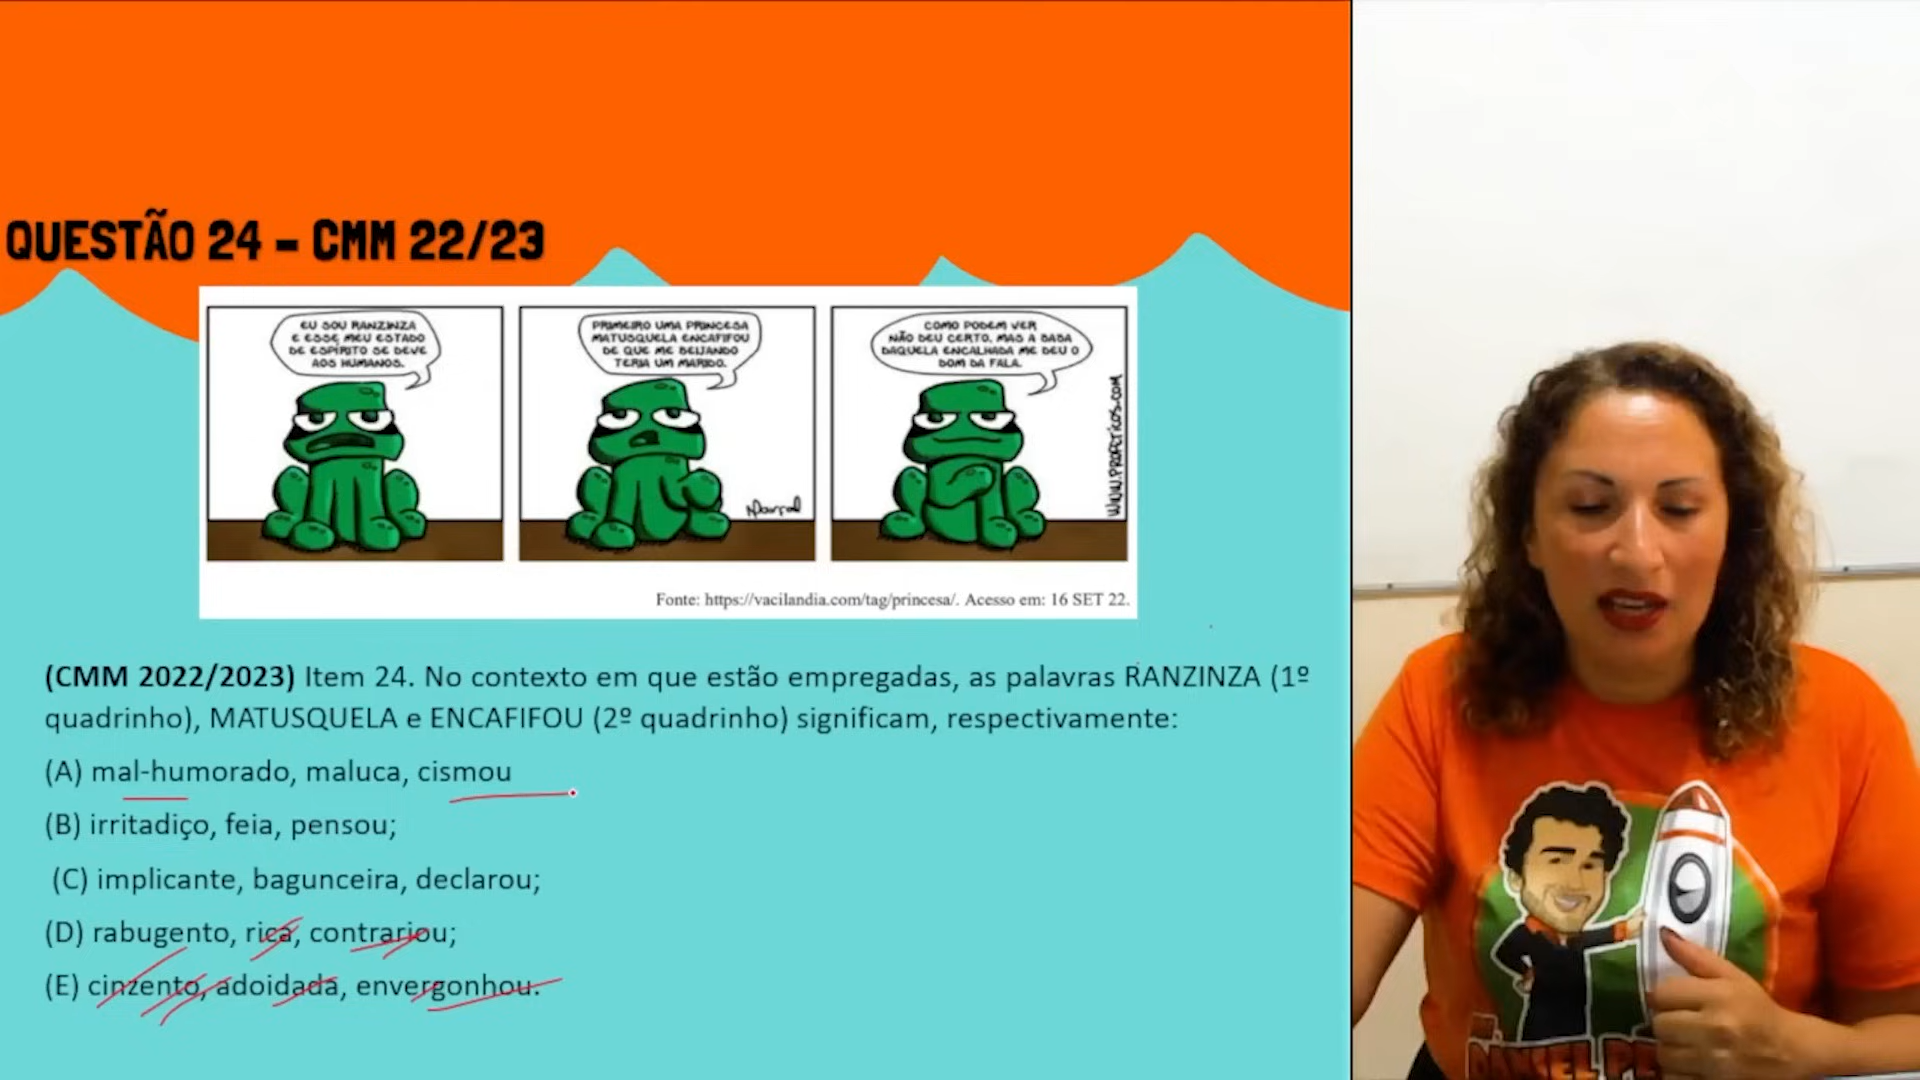 QUESTÃO 24 – CMM 22/23
EU SOU RANZINZA
E ESSE MEU ESTADO
DE ESPÍRITO SE DEVE
AOS HUMANOS.
PRIMEIRO UMA PRINCESA
MATUSQUELA ENCAFIFOU
DE QUE ME BEIJANDO
TERIA UM MARIDO.
COMO PODEM VER
NÃO DEU CERTO, MAS A BABA
DAQUELA ENCALHADA ME DEU O
DOM DA FALA.
Fonte: https://vacilandia.com/tag/princesa/. Acesso em: 16 SET 22.
(CMM 2022/2023) Item 24. No contexto em que estão empregadas, as palavras RANZINZA (1º
quadrinho), MATUSQUELA e ENCAFIFOU (2º quadrinho) significam, respectivamente:
(A) mal-humorado, maluca, cismou
(B) irritadiço, feia, pensou;
(C) implicante, bagunceira, declarou;
(D) rabugento, rica, contrariou;
(E) cinzento, adoidada, envergonhou.